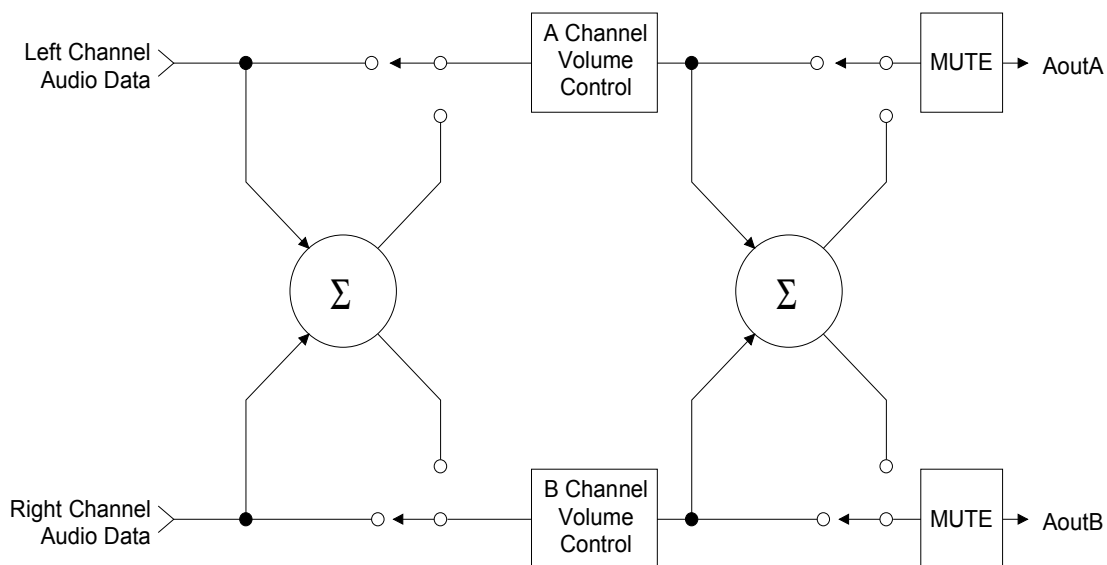 Left Channel
Audio Data
A Channel
Volume
Control
MUTE
AoutA
Σ
Σ
Right Channel
Audio Data
B Channel
Volume
Control
MUTE
AoutB